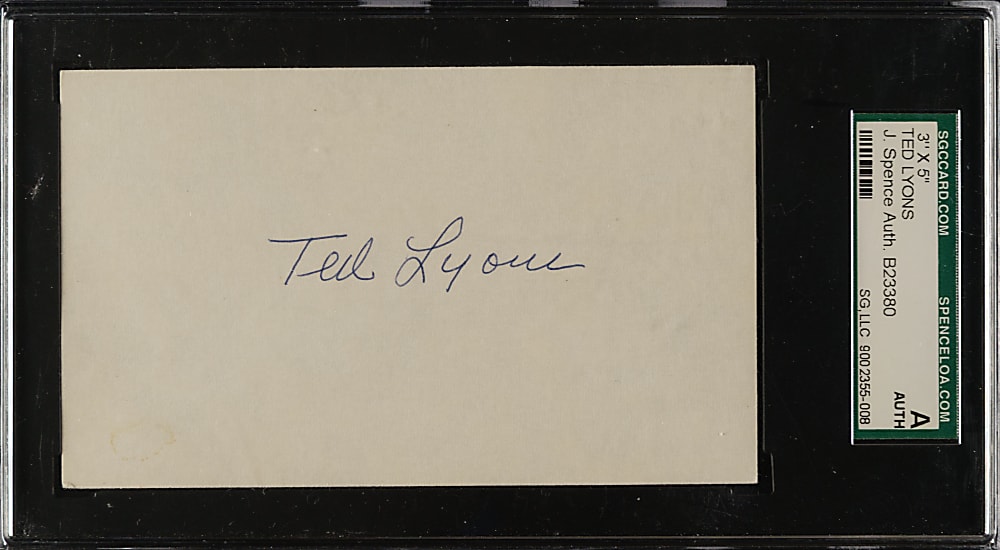 Ted Lyons
SGCCARD.COM SPENCELOA.COM
3" X 5"
TED LYONS
J. Spence Auth. B23380
A
AUTH
SG, LLC 9002355-008